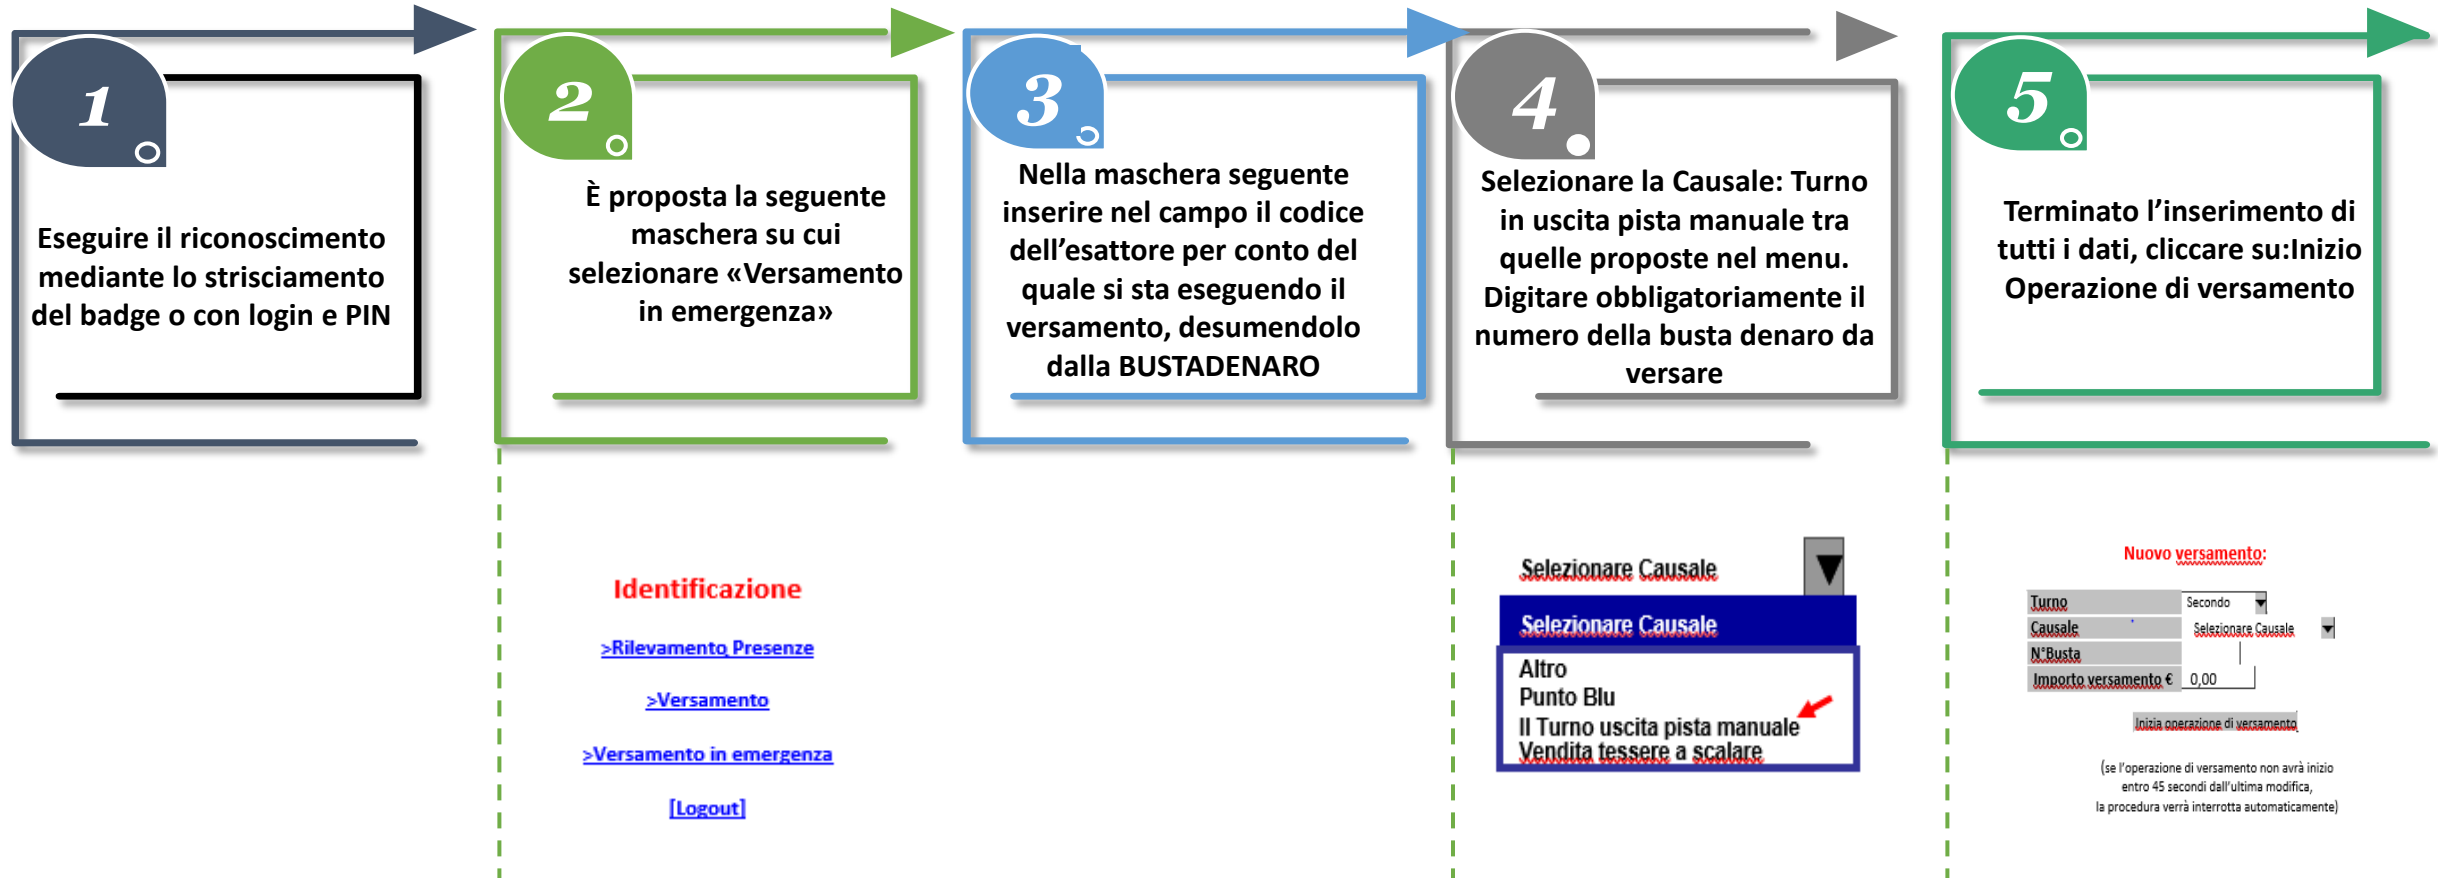 1
Eseguire il riconoscimento
mediante lo strisciamento
del badge o con login e PIN
2
È proposta la seguente
maschera su cui
selezionare «Versamento
in emergenza»
3
Nella maschera seguente
inserire nel campo il codice
dell’esattore per conto del
quale si sta eseguendo il
versamento, desumendolo
dalla BUSTADENARO
4
Selezionare la Causale: Turno
in uscita pista manuale tra
quelle proposte nel menu.
Digitare obbligatoriamente il
numero della busta denaro da
versare
5
Terminato l’inserimento di
tutti i dati, cliccare su:Inizio
Operazione di versamento
Identificazione
>Rilevamento Presenze
>Versamento
>Versamento in emergenza
[Logout]
Selezionare Causale
Selezionare Causale
Altro
Punto Blu
II Turno uscita pista manuale
Vendita tessere a scalare
Nuovo versamento:
Turno Secondo
Causale Selezionare Causale
N°Busta
Importo versamento € 0,00
Inizia operazione di versamento
(se l’operazione di versamento non avrà inizio
entro 45 secondi dall’ultima modifica,
la procedura verrà interrotta automaticamente)